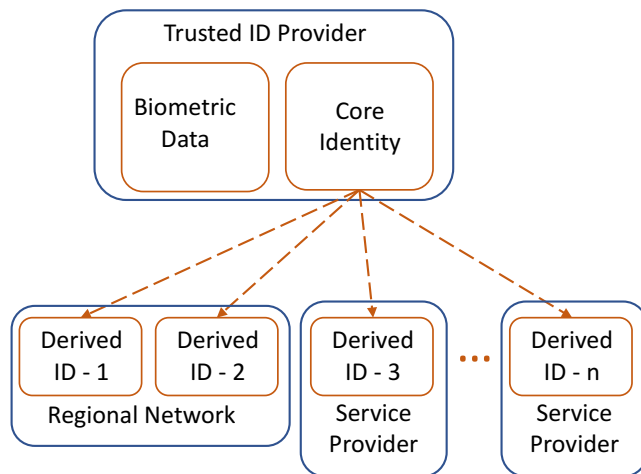 Trusted ID Provider
Biometric
Data
Core
Identity
Derived
ID - 1
Derived
ID - 2
Regional Network
Derived
ID - 3
Service
Provider
...
Derived
ID - n
Service
Provider